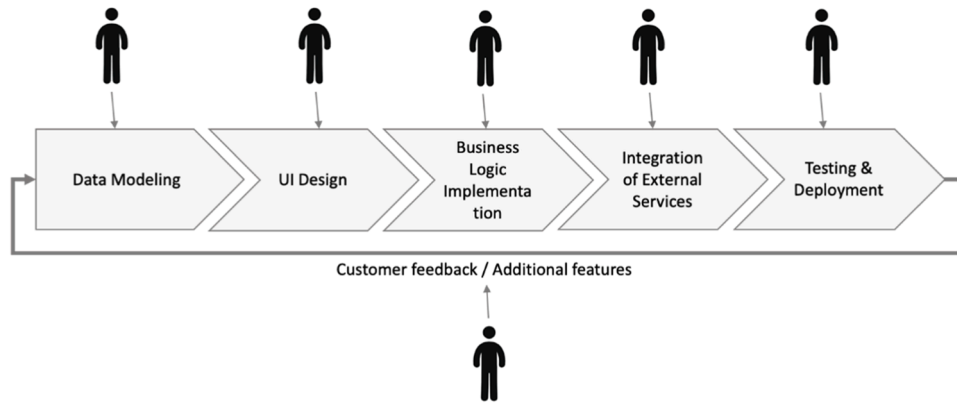 Data Modeling
UI Design
Business
Logic
Implementa
tion
Integration
of External
Services
Testing &
Deployment
Customer feedback / Additional features